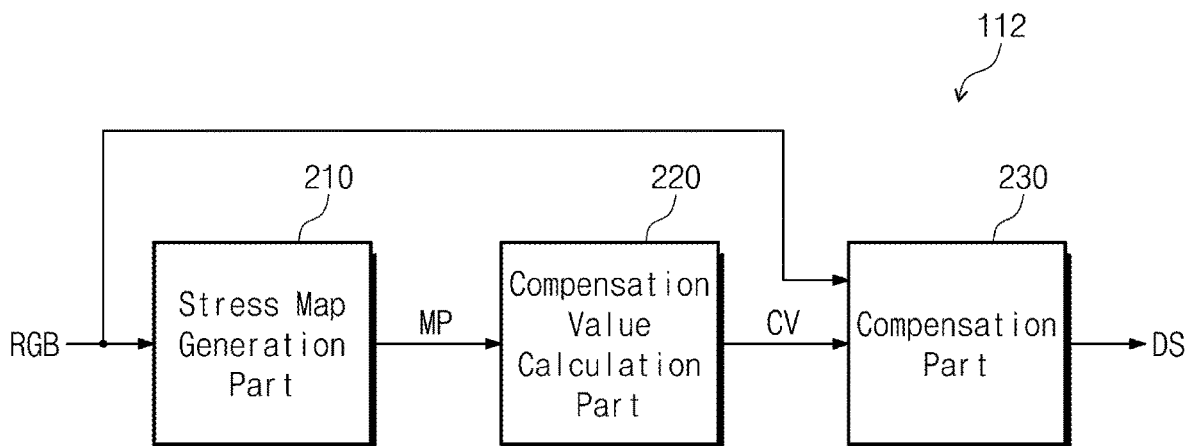 112
210
220
230
RGB
Stress Map
Generation
Part
MP
Compensation
Value
Calculation
Part
CV
Compensation
Part
DS